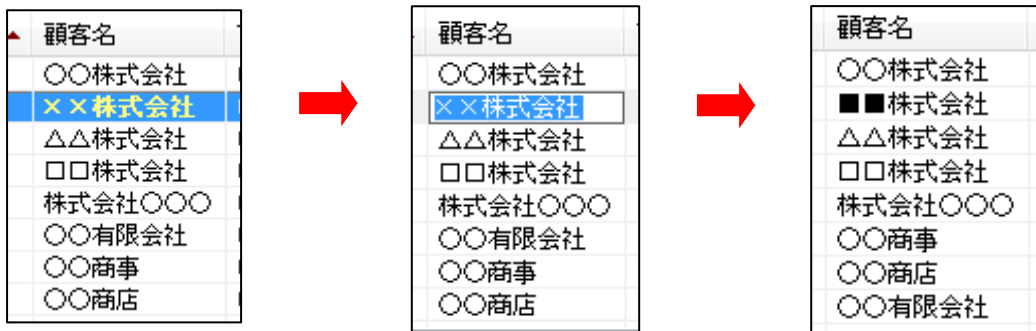 顧客名
○○株式会社
××株式会社
△△株式会社
□□株式会社
株式会社○○○
○○有限会社
○○商事
○○商店
顧客名
○○株式会社
××株式会社
△△株式会社
□□株式会社
株式会社○○○
○○有限会社
○○商事
○○商店
顧客名
○○株式会社
■■株式会社
△△株式会社
□□株式会社
株式会社○○○
○○商事
○○商店
○○有限会社